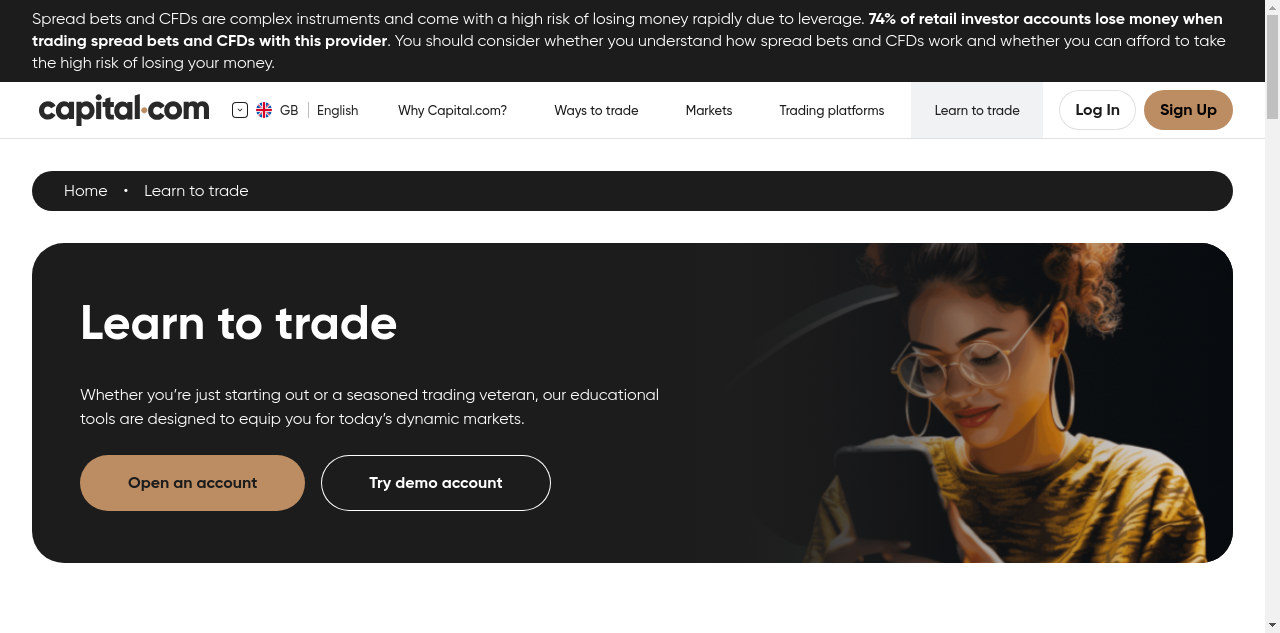 Spread bets and CFDs are complex instruments and come with a high risk of losing money rapidly due to leverage. 74% of retail investor accounts lose money when
trading spread bets and CFDs with this provider. You should consider whether you understand how spread bets and CFDs work and whether you can afford to take
the high risk of losing your money.
capital.com GB English Why Capital.com? Ways to trade Markets Trading platforms Learn to trade Log In Sign Up
Home • Learn to trade
Learn to trade
Whether you’re just starting out or a seasoned trading veteran, our educational
tools are designed to equip you for today’s dynamic markets.
Open an account Try demo account